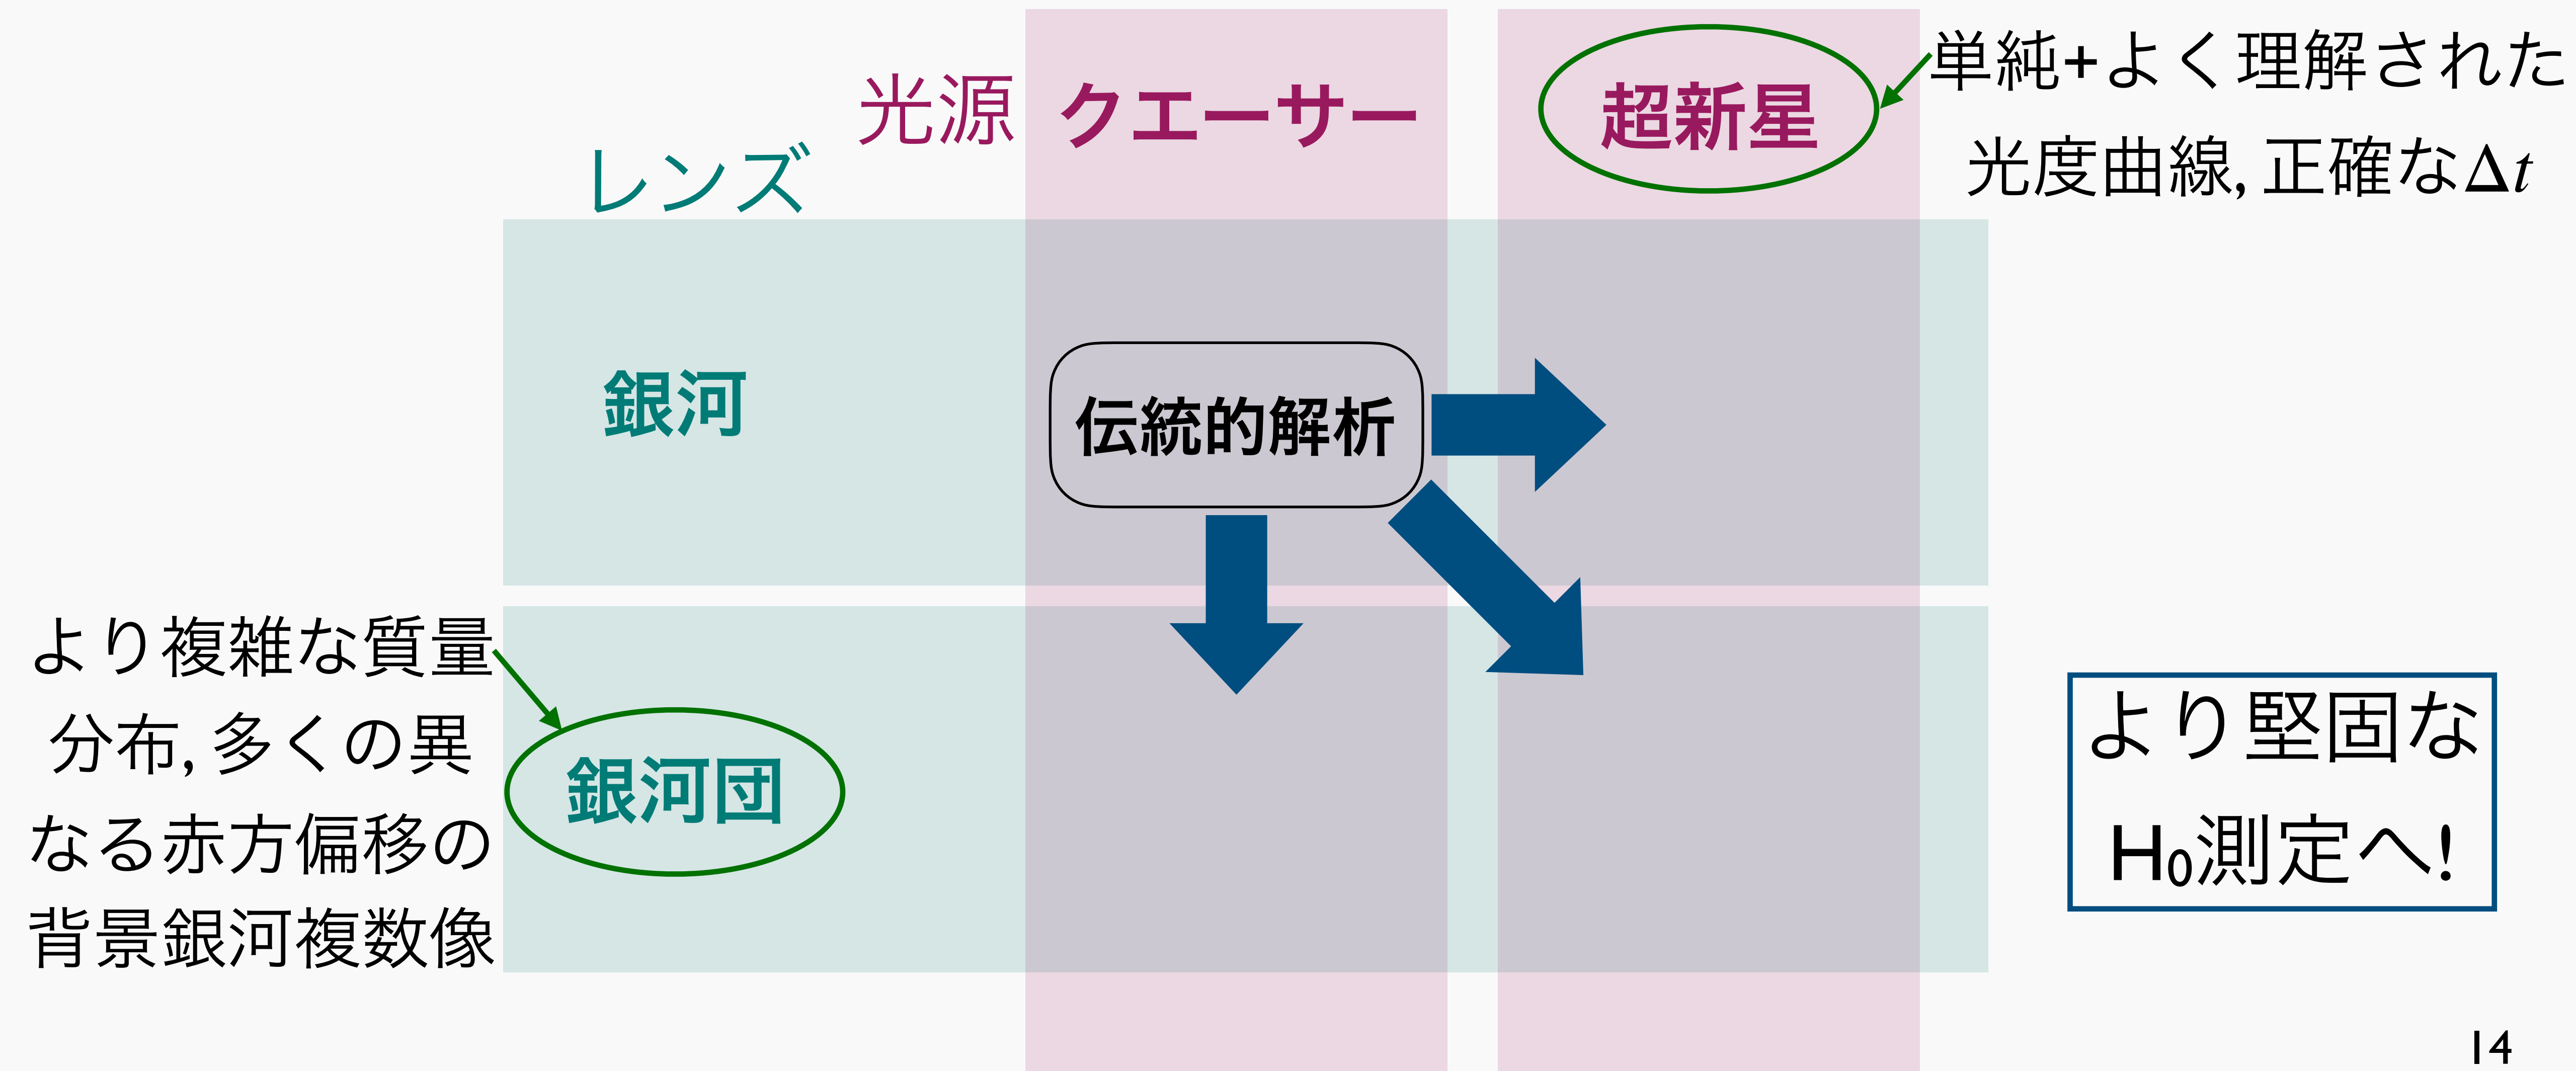 光源
クエーサー
超新星
単純+よく理解された
光度曲線, 正確なΔt
レンズ
銀河
伝統的解析
より複雑な質量
分布, 多くの異
なる赤方偏移の
背景銀河複数像
銀河団
より堅固な
H₀測定へ!
14